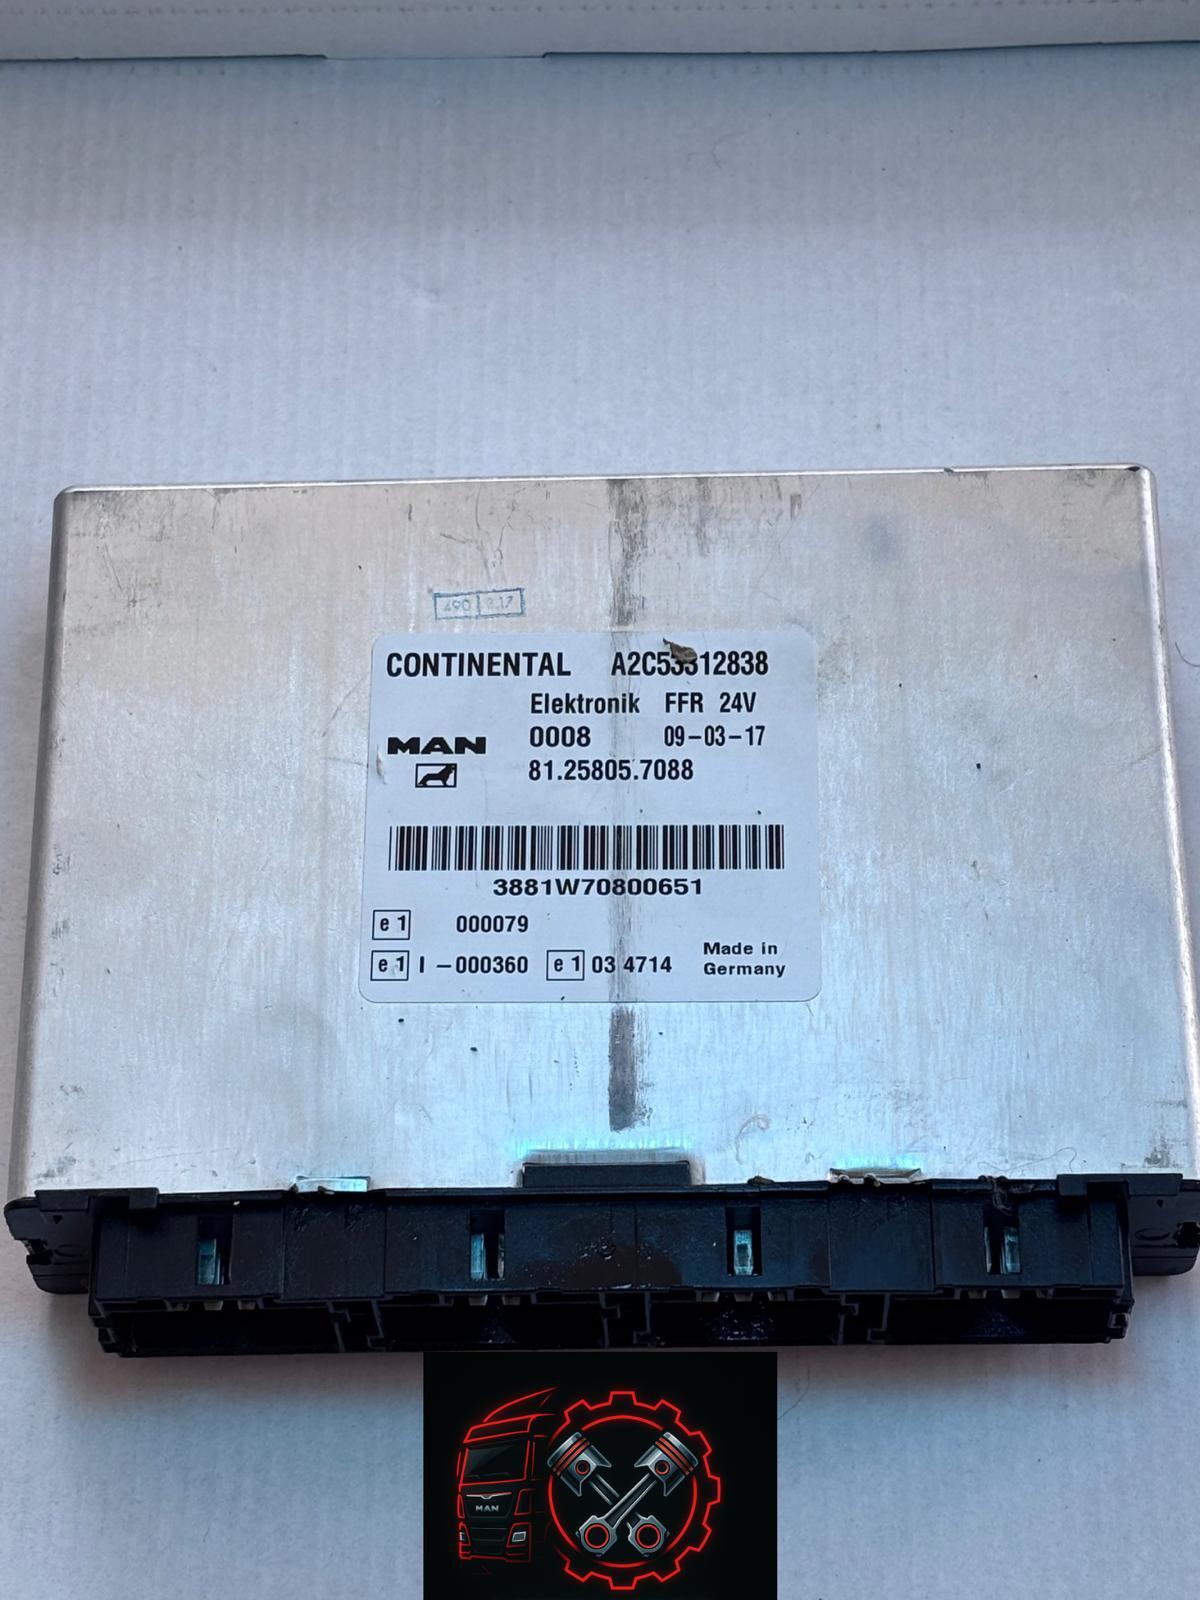 CONTINENTAL A2C53312838
Elektronik FFR 24V
MAN 0008 09-03-17
81.25805.7088
3881W70800651
e1 000079
e1 I-000360 e1 03 4714
Made in
Germany
MAN